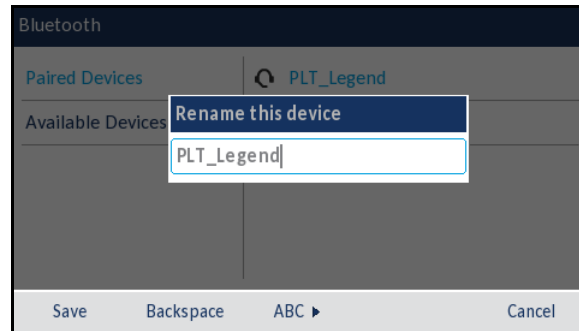 Bluetooth
Paired Devices
PLT_Legend
Available Devices
Rename this device
PLT_Legend
Save
Backspace
ABC ▶
Cancel